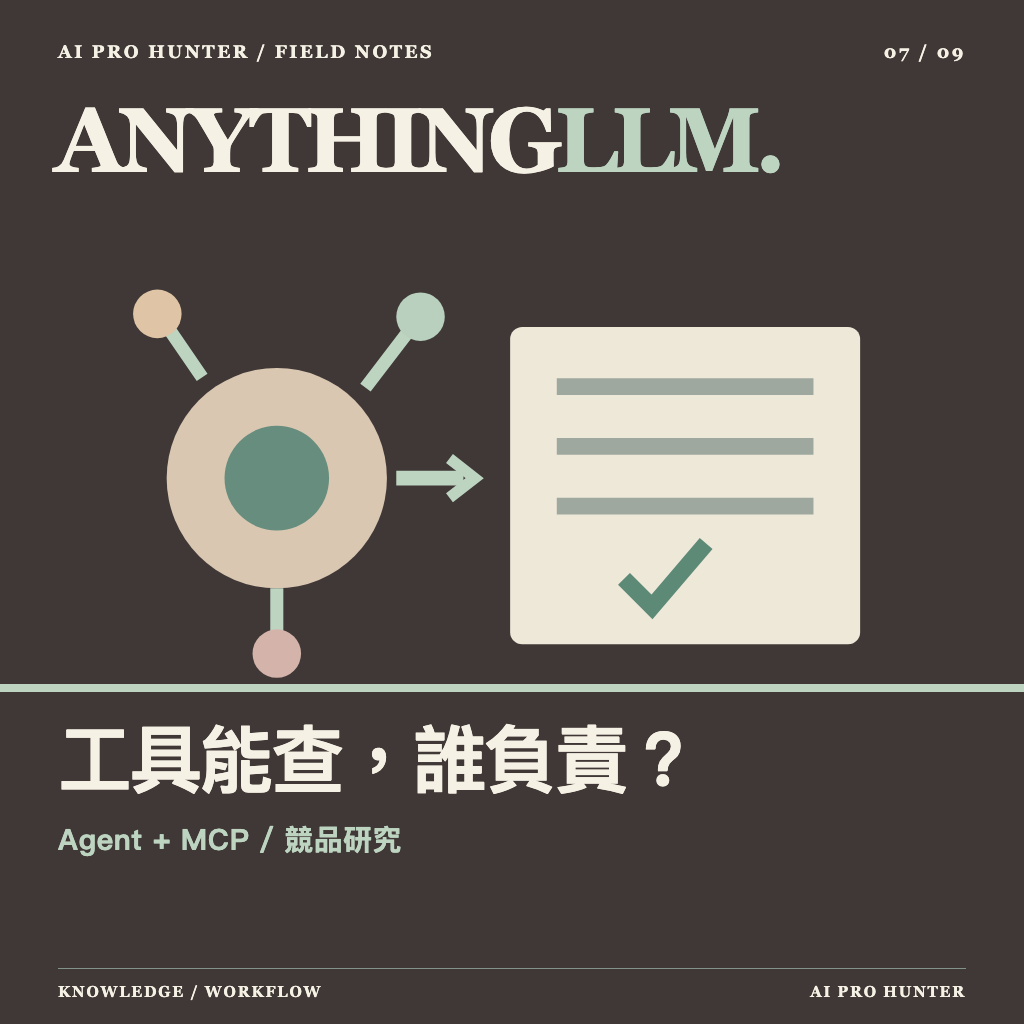 AI PRO HUNTER / FIELD NOTES
07 / 09
ANYTHINGLLM.
工具能查，誰負責？
Agent + MCP / 競品研究
KNOWLEDGE / WORKFLOW
AI PRO HUNTER